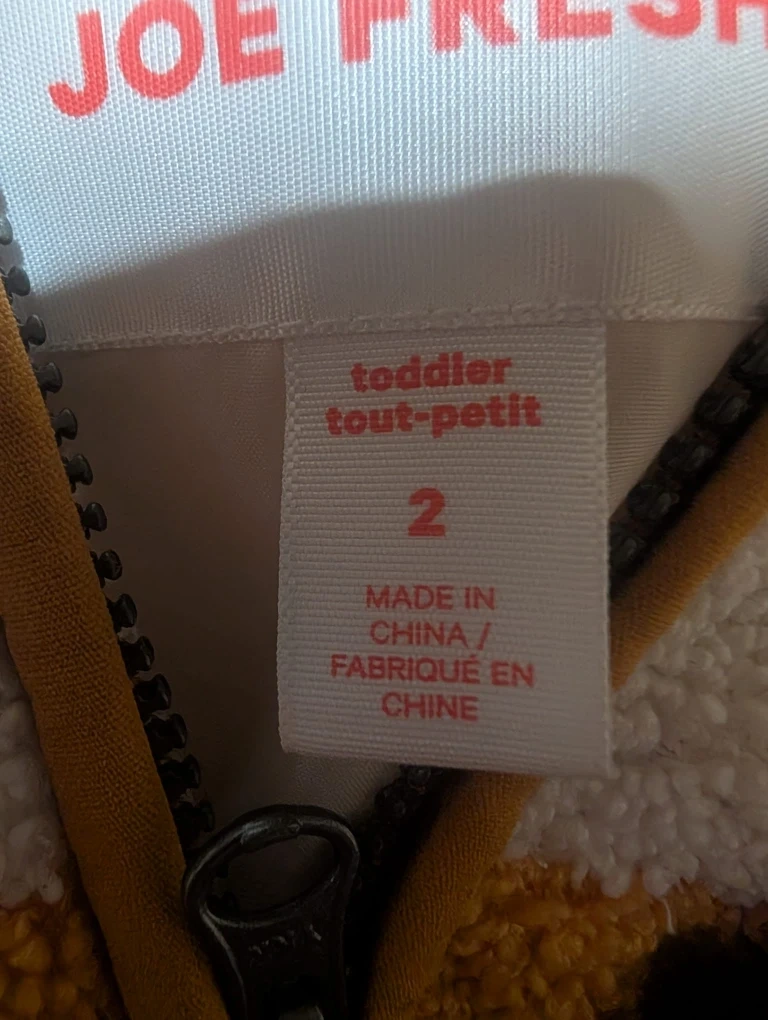 JOE FRESH
toddler
tout-petit
2
MADE IN
CHINA /
FABRIQUÉ EN
CHINE